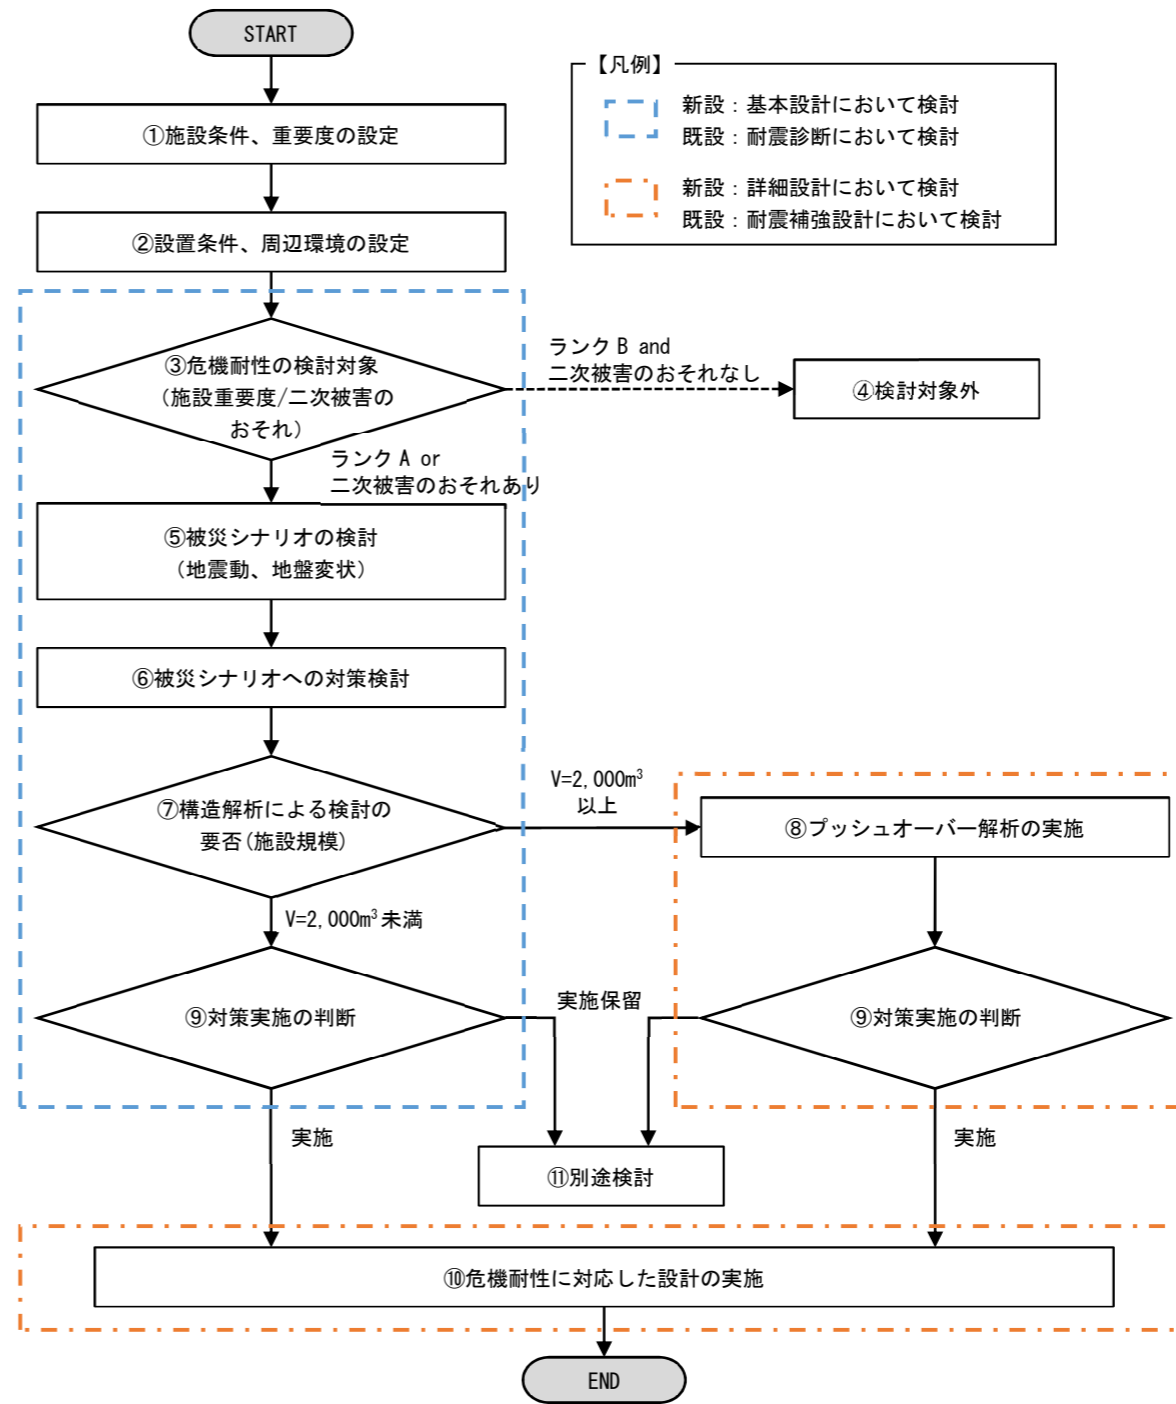 START
【凡例】
新設：基本設計において検討
既設：耐震診断において検討
新設：詳細設計において検討
既設：耐震補強設計において検討
①施設条件、重要度の設定
②設置条件、周辺環境の設定
③危機耐性の検討対象
（施設重要度/二次被害の
おそれ）
ランク B and
二次被害のおそれなし
④検討対象外
ランク A or
二次被害のおそれあり
⑤被災シナリオの検討
（地震動、地盤変状）
⑥被災シナリオへの対策検討
⑦構造解析による検討の
要否(施設規模)
V=2,000m³
以上
⑧プッシュオーバー解析の実施
V=2,000m³未満
⑨対策実施の判断
実施保留
⑨対策実施の判断
実施
実施
⑪別途検討
⑩危機耐性に対応した設計の実施
END